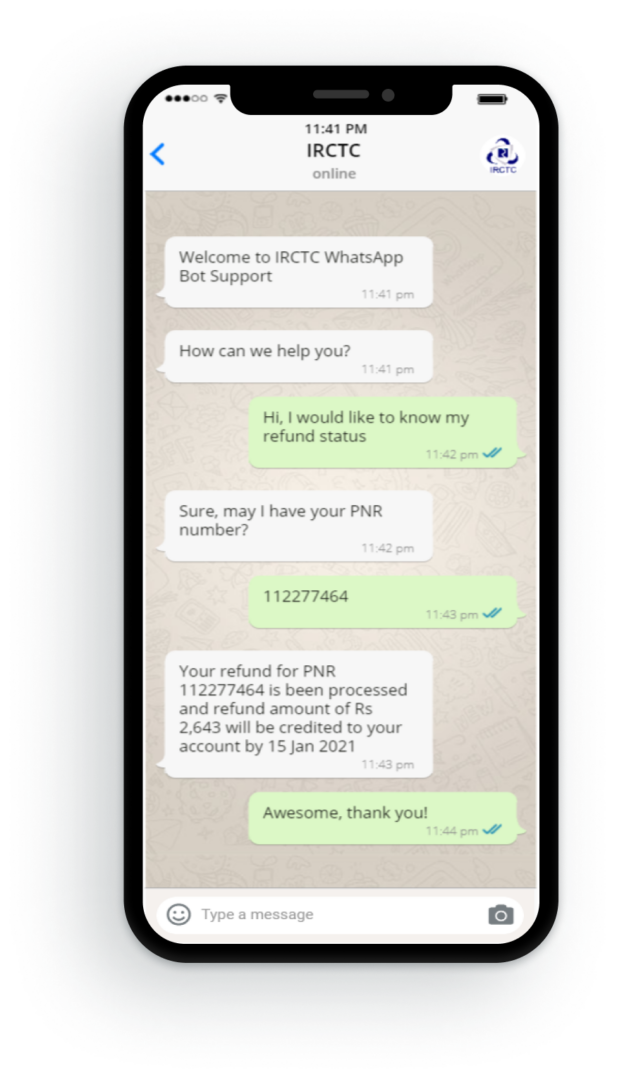 11:41 PM
IRCTC
online
IRCTC
Welcome to IRCTC WhatsApp
Bot Support
11:41 pm
How can we help you?
11:41 pm
Hi, I would like to know my
refund status
11:42 pm
Sure, may I have your PNR
number?
11:42 pm
112277464
11:43 pm
Your refund for PNR
112277464 is been processed
and refund amount of Rs
2,643 will be credited to your
account by 15 Jan 2021
11:43 pm
Awesome, thank you!
11:44 pm
Type a message